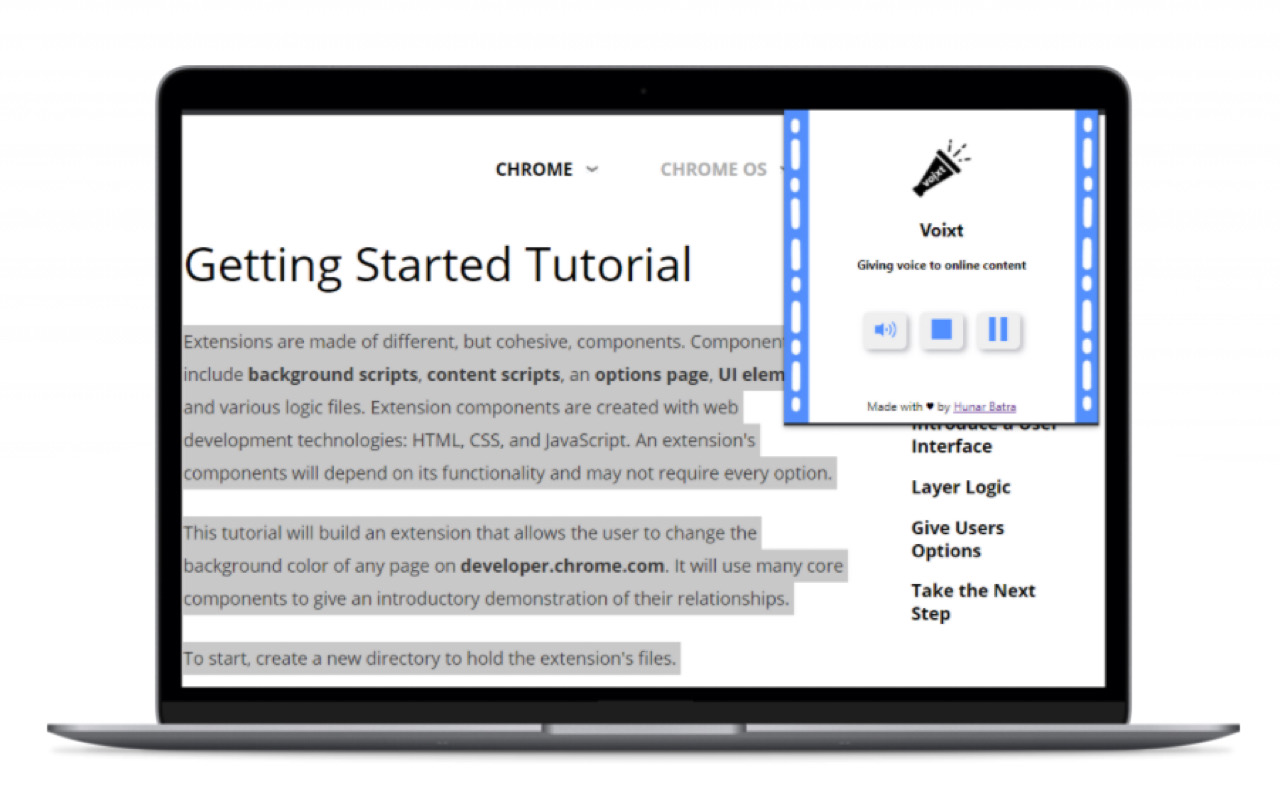 CHROME
CHROME OS
Getting Started Tutorial
Extensions are made of different, but cohesive, components. Componen
include background scripts, content scripts, an options page, UI elem
and various logic files. Extension components are created with web
development technologies: HTML, CSS, and JavaScript. An extension's
components will depend on its functionality and may not require every option.
This tutorial will build an extension that allows the user to change the
background color of any page on developer.chrome.com. It will use many core
components to give an introductory demonstration of their relationships.
To start, create a new directory to hold the extension's files.
voixt
Voixt
Giving voice to online content
Made with ♥ by Hunar Batra
Introduce a User
Interface
Layer Logic
Give Users
Options
Take the Next
Step